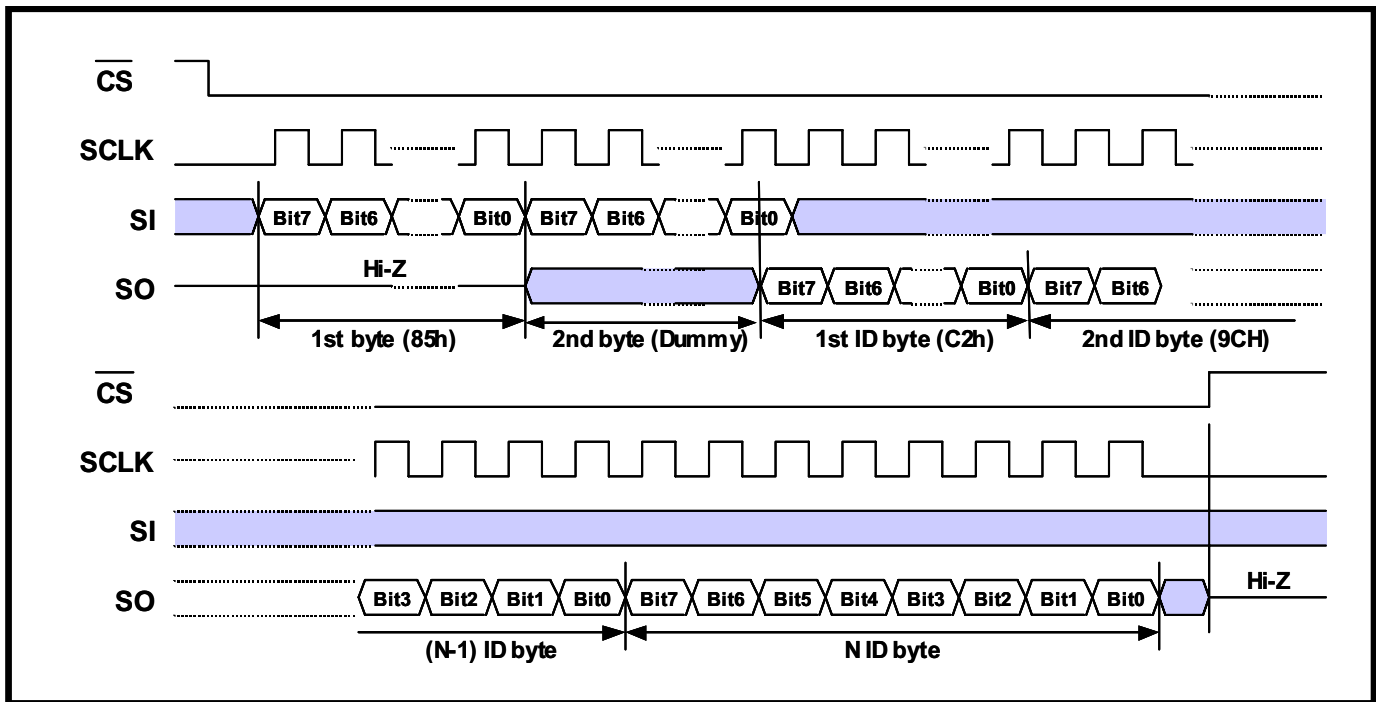 CS
SCLK
SI Bit7 Bit6 Bit0 Bit7 Bit6 Bit0
Hi-Z
SO Bit7 Bit6 Bit0 Bit7 Bit6
1st byte (85h) 2nd byte (Dummy) 1st ID byte (C2h) 2nd ID byte (9CH)
CS
SCLK
SI
SO Bit3 Bit2 Bit1 Bit0 Bit7 Bit6 Bit5 Bit4 Bit3 Bit2 Bit1 Bit0 Hi-Z
(N-1) ID byte N ID byte